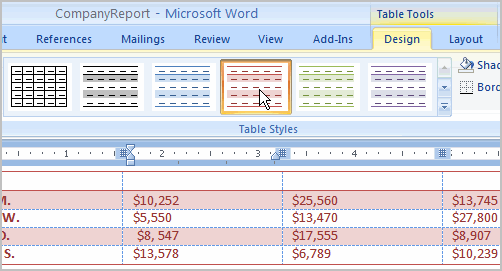 CompanyReport - Microsoft Word Table Tools
ut References Mailings Review View Add-Ins Design Layout
Shad
Bord
Table Styles
1 2 3
M. $10,252 $25,560 $13,745
W. $5,550 $13,470 $27,800
D. $ 8, 547 $17,555 $8,907
S. $13,578 $6,789 $10,239